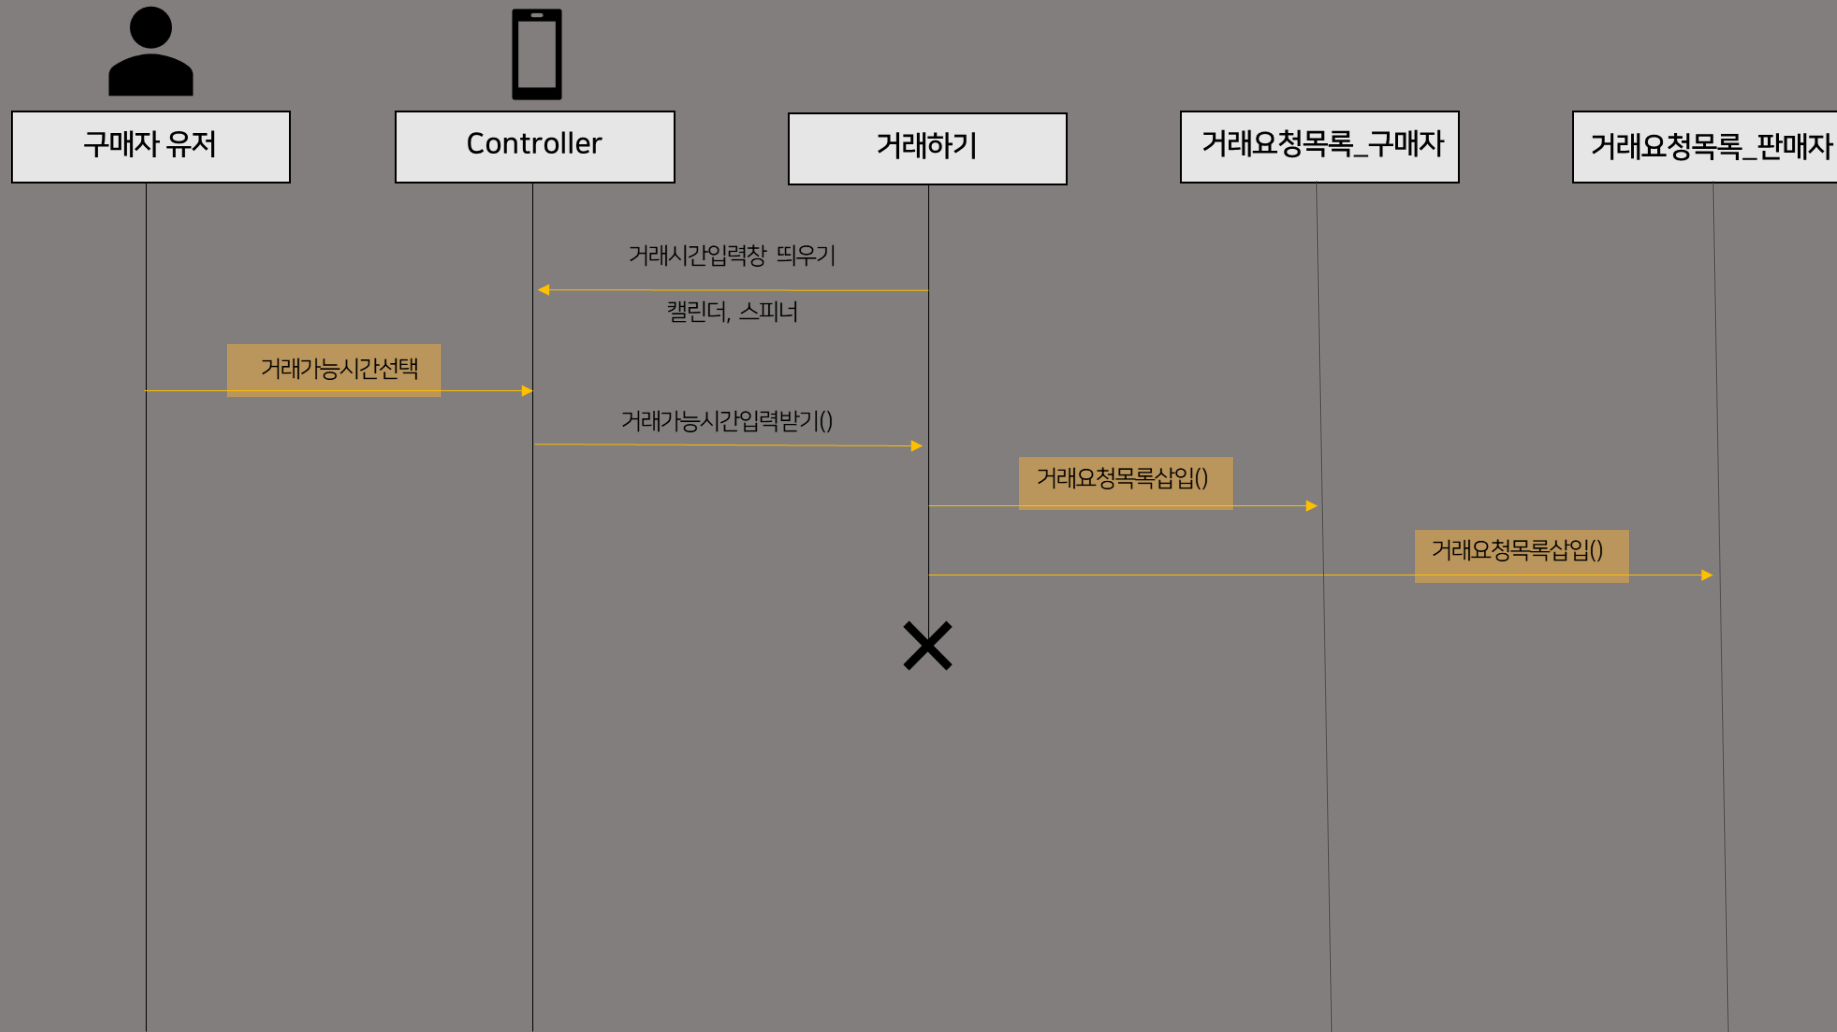 구매자 유저
Controller
거래하기
거래요청목록_구매자
거래요청목록_판매자
거래시간입력창 띄우기
캘린더, 스피너
거래가능시간선택
거래가능시간입력받기()
거래요청목록삽입()
거래요청목록삽입()